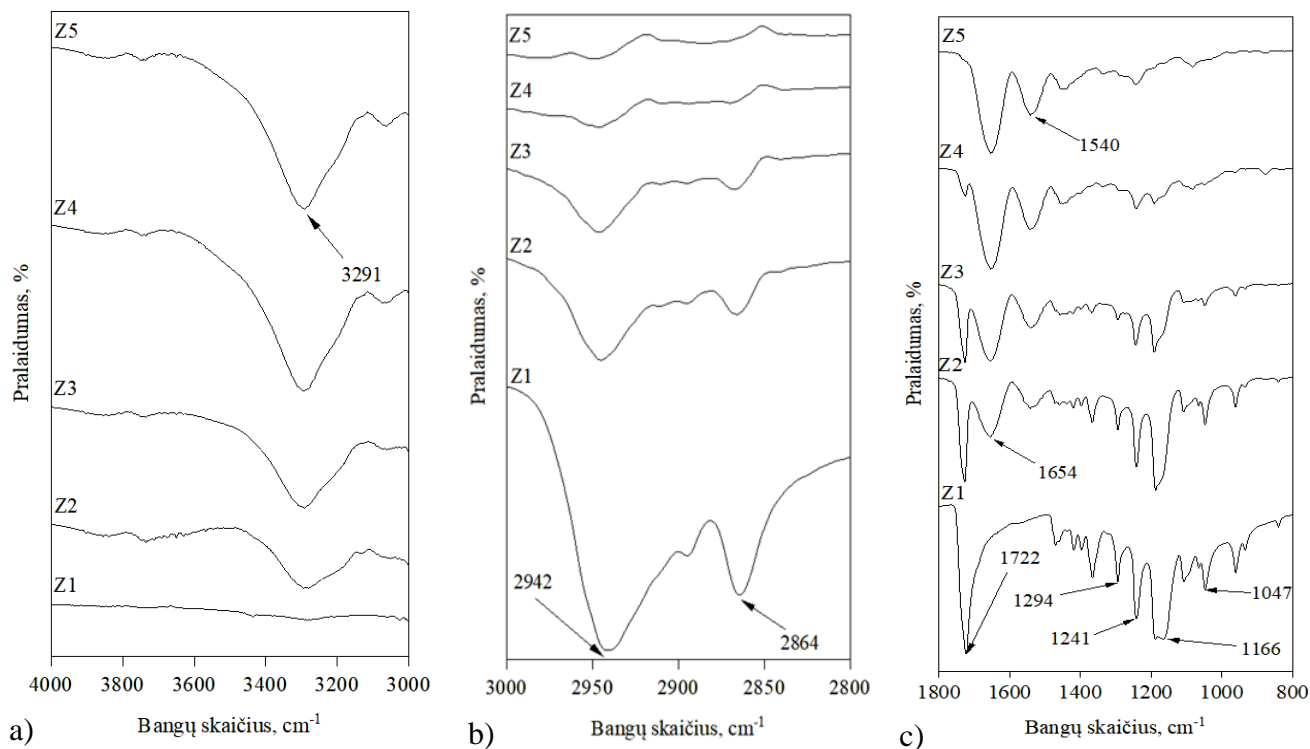 Z5
Z4
Z3
Z2
Z1
3291
Pralaidumas, %
4000 3800 3600 3400 3200 3000
Bangų skaičius, cm-1
a)
Z5
Z4
Z3
Z2
Z1
2942
2864
Pralaidumas, %
3000 2950 2900 2850 2800
Bangų skaičius, cm-1
b)
Z5
1540
Z4
Z3
Z2
1654
Z1
1722
1294
1047
1241
1166
Pralaidumas, %
1800 1600 1400 1200 1000 800
Bangų skaičius, cm-1
c)